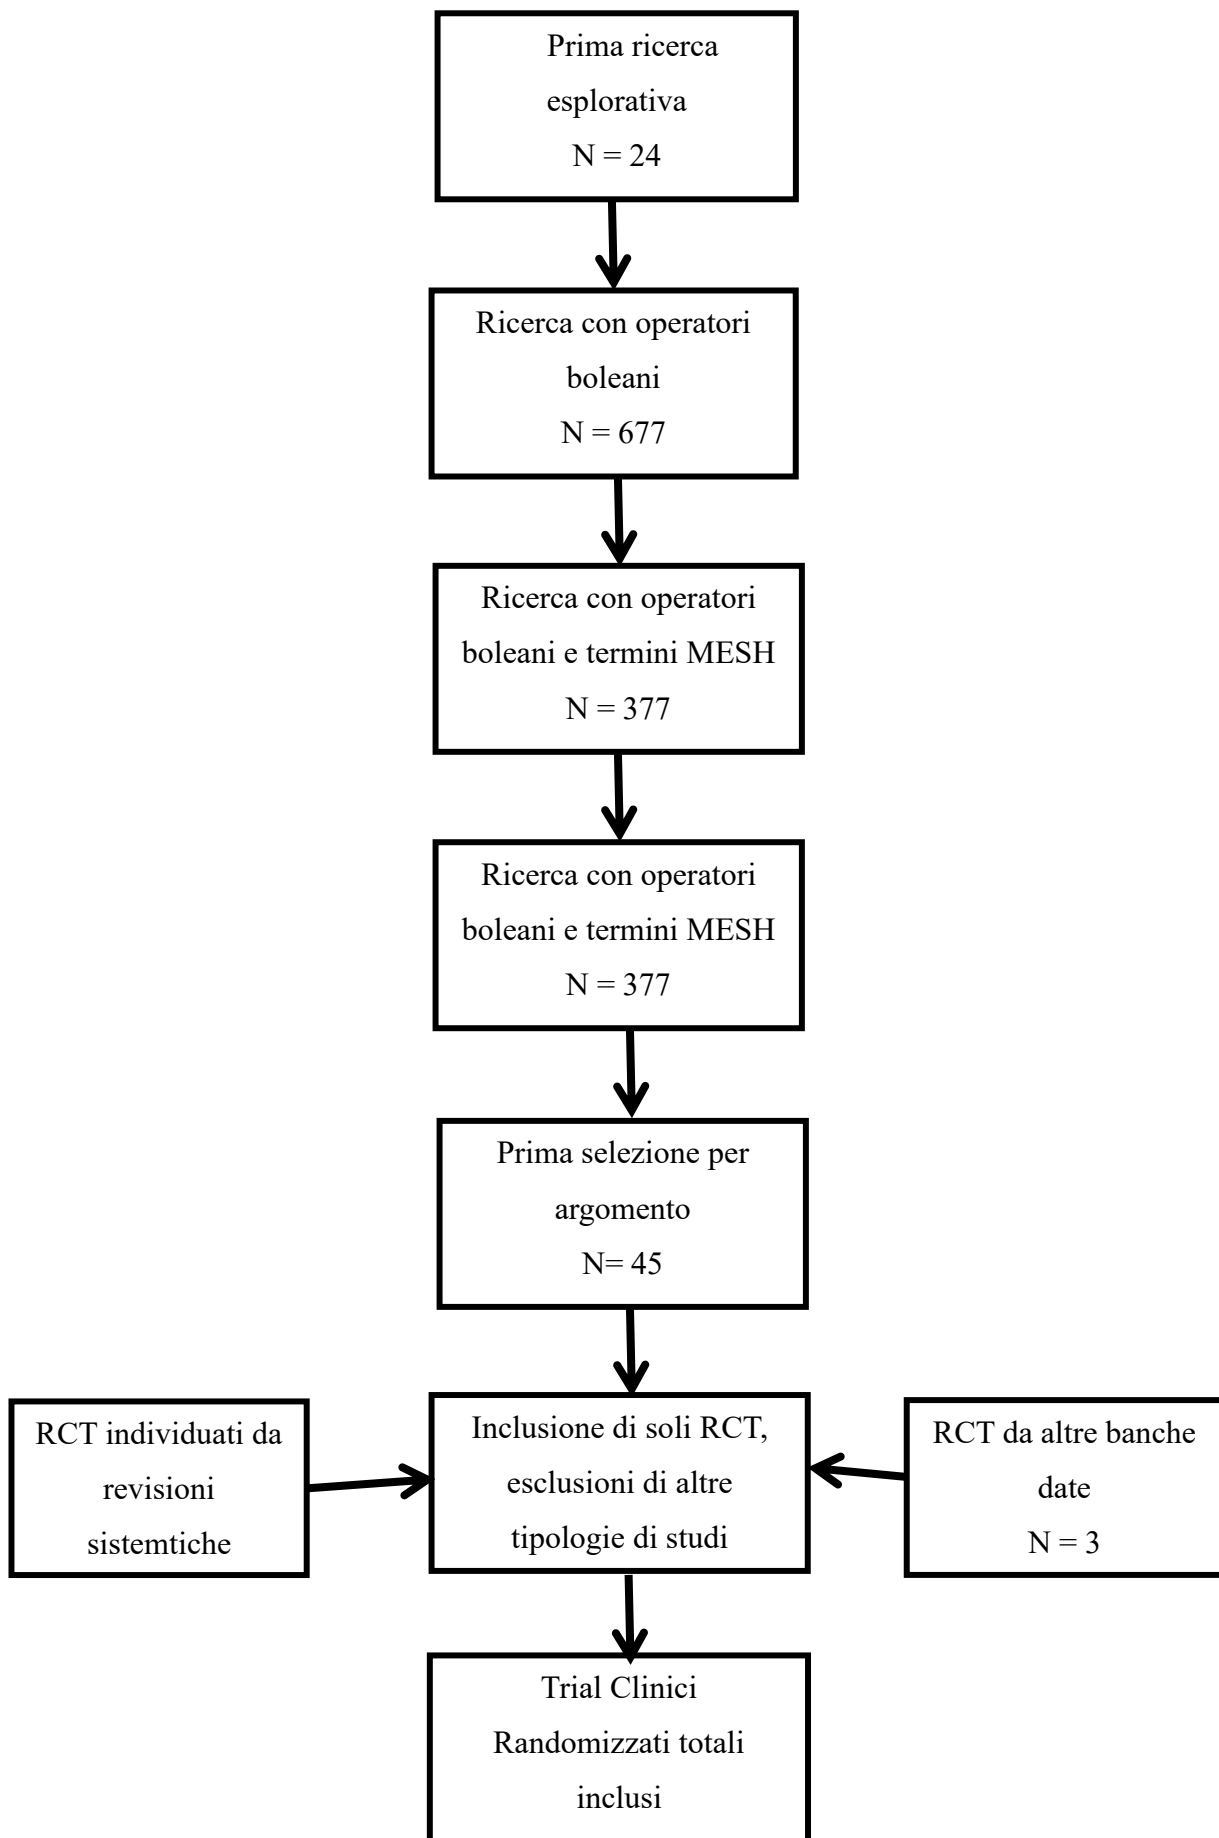 Prima ricerca
esplorativa
N = 24
Ricerca con operatori
boleani
N = 677
Ricerca con operatori
boleani e termini MESH
N = 377
Ricerca con operatori
boleani e termini MESH
N = 377
Prima selezione per
argomento
N= 45
RCT individuati da
revisioni
sistemtiche
Inclusione di soli RCT,
esclusioni di altre
tipologie di studi
RCT da altre banche
date
N = 3
Trial Clinici
Randomizzati totali
inclusi